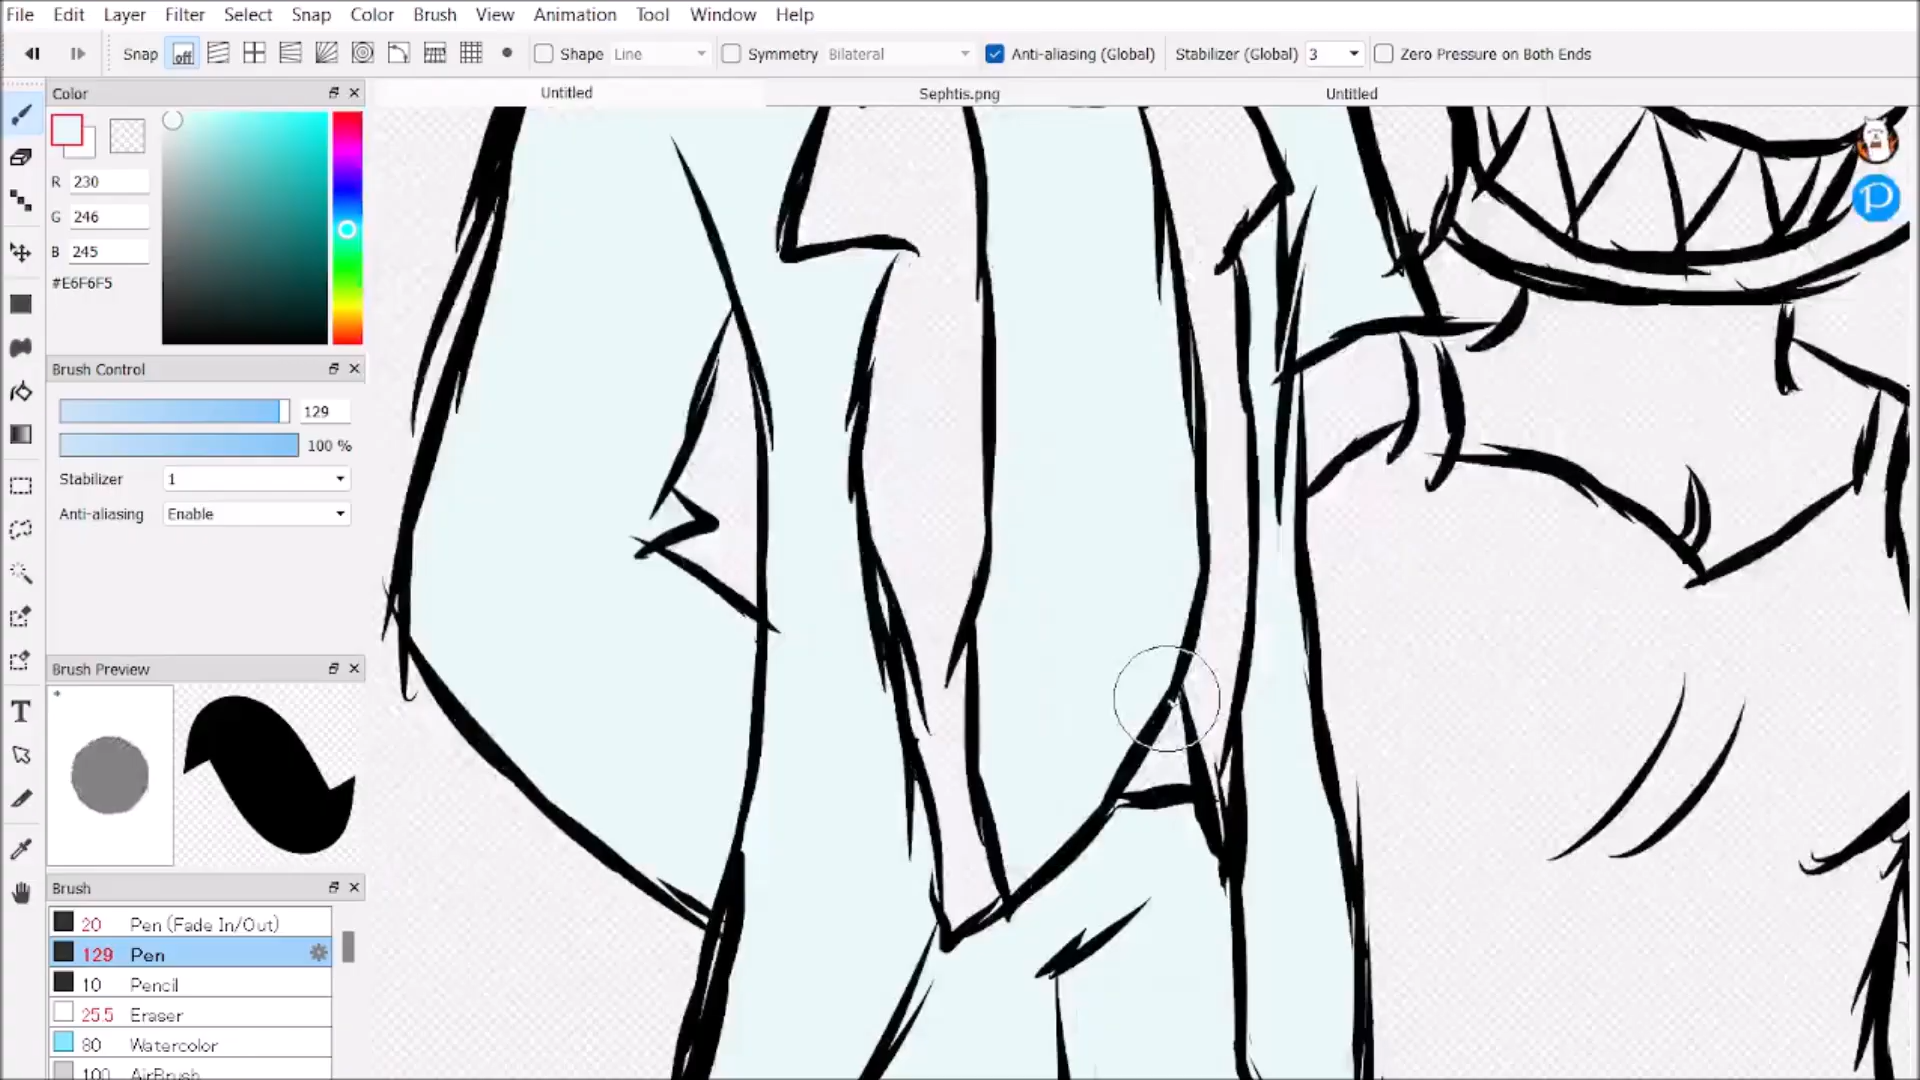 File Edit Layer Filter Select Snap Color Brush View Animation Tool Window Help
Snap off Shape Line Symmetry Bilateral Anti-aliasing (Global) Stabilizer (Global) 3 Zero Pressure on Both Ends
Color
Untitled Sephtis.png Untitled
R 230
G 246
B 245
#E6F6F5
Brush Control
129
100 %
Stabilizer 1
Anti-aliasing Enable
Brush Preview
T
Brush
20 Pen (Fade In/Out)
129 Pen
10 Pencil
25.5 Eraser
80 Watercolor
100 AirBrush
P